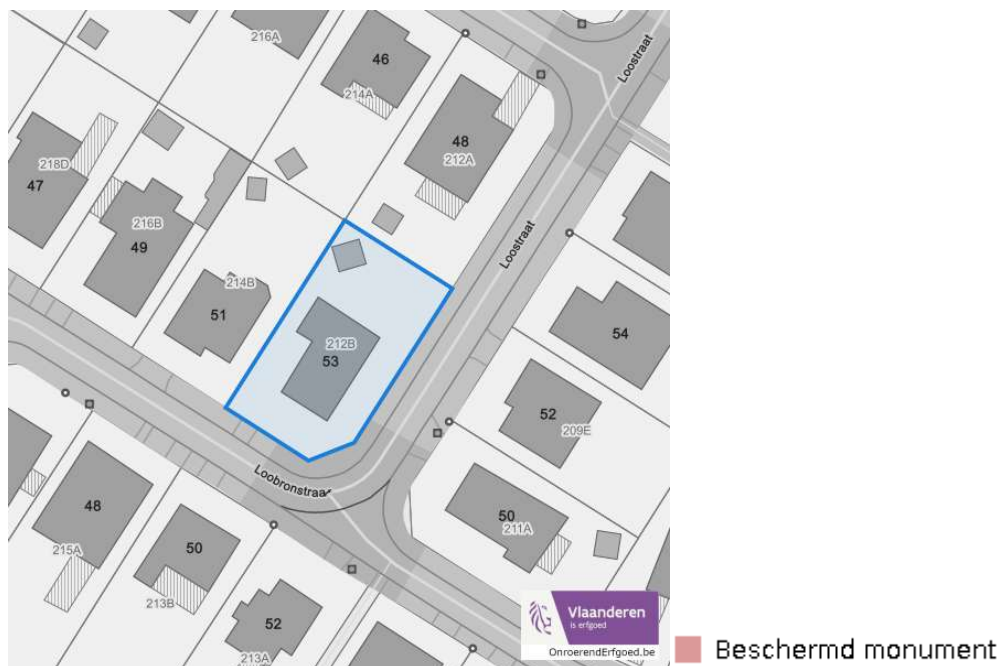 216A
46
Loostraat
214A
48
212A
218D
47
216B
49
Loostraat
214B
51
212B
53
54
52
209E
Loobronstraat
48
50
211A
50
215A
213B
52
213A
Vlaanderen
is erfgoed
OnroerendErfgoed.be
Beschermd monument